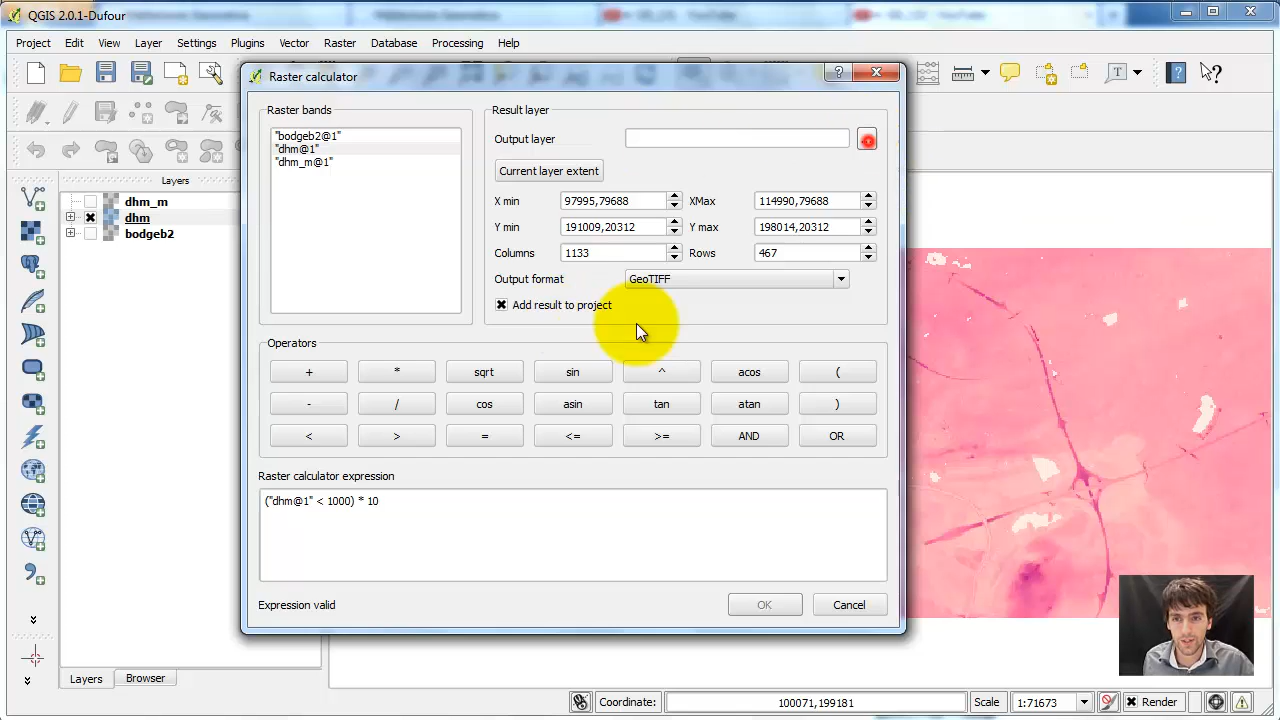 QGIS 2.0.1-Dufour
Project Edit View Layer Settings Plugins Vector Raster Database Processing Help
Raster calculator
Raster bands
"bodgeb2@1"
"dhm@1"
"dhm_m@1"
Result layer
Output layer
Current layer extent
X min 97995,79688 XMax 114990,79688
Y min 191009,20312 Y max 198014,20312
Columns 1133 Rows 467
Output format GeoTIFF
Add result to project
Operators
+ * sqrt sin ^ acos (
- / cos asin tan atan )
< > = <= >= AND OR
Raster calculator expression
("dhm@1" < 1000) * 10
Expression valid
OK Cancel
Layers
dhm_m
dhm
bodgeb2
Layers Browser
Coordinate: 100071,199181 Scale 1:71673 Render